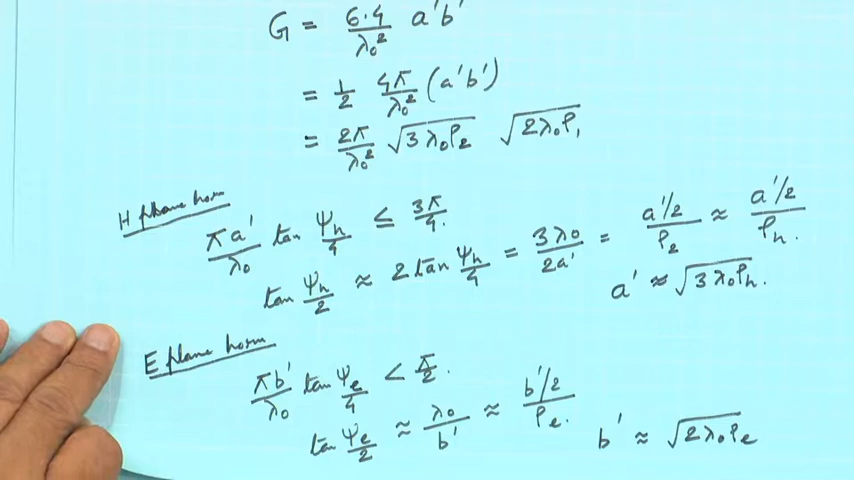 G = 6.4/λ₀² a'b'
= 1/2 4π/λ₀² (a'b')
= 2π/λ₀² √3λ₀ρ₂ √2λ₀ρ₁
H plane horn
πa'/λ₀ tan ψₕ/4 ≤ 3π/4.
tan ψₕ/2 ≈ 2 tan ψₕ/4 = 3λ₀/2a' = a'/2/ρ₂ ≈ a'/2/ρₕ.
a' ≈ √3λ₀ρₕ.
E plane horn
πb'/λ₀ tan ψₑ/4 < π/2.
tan ψₑ/2 ≈ λ₀/b' ≈ b'/2/ρₑ.
b' ≈ √2λ₀ρₑ